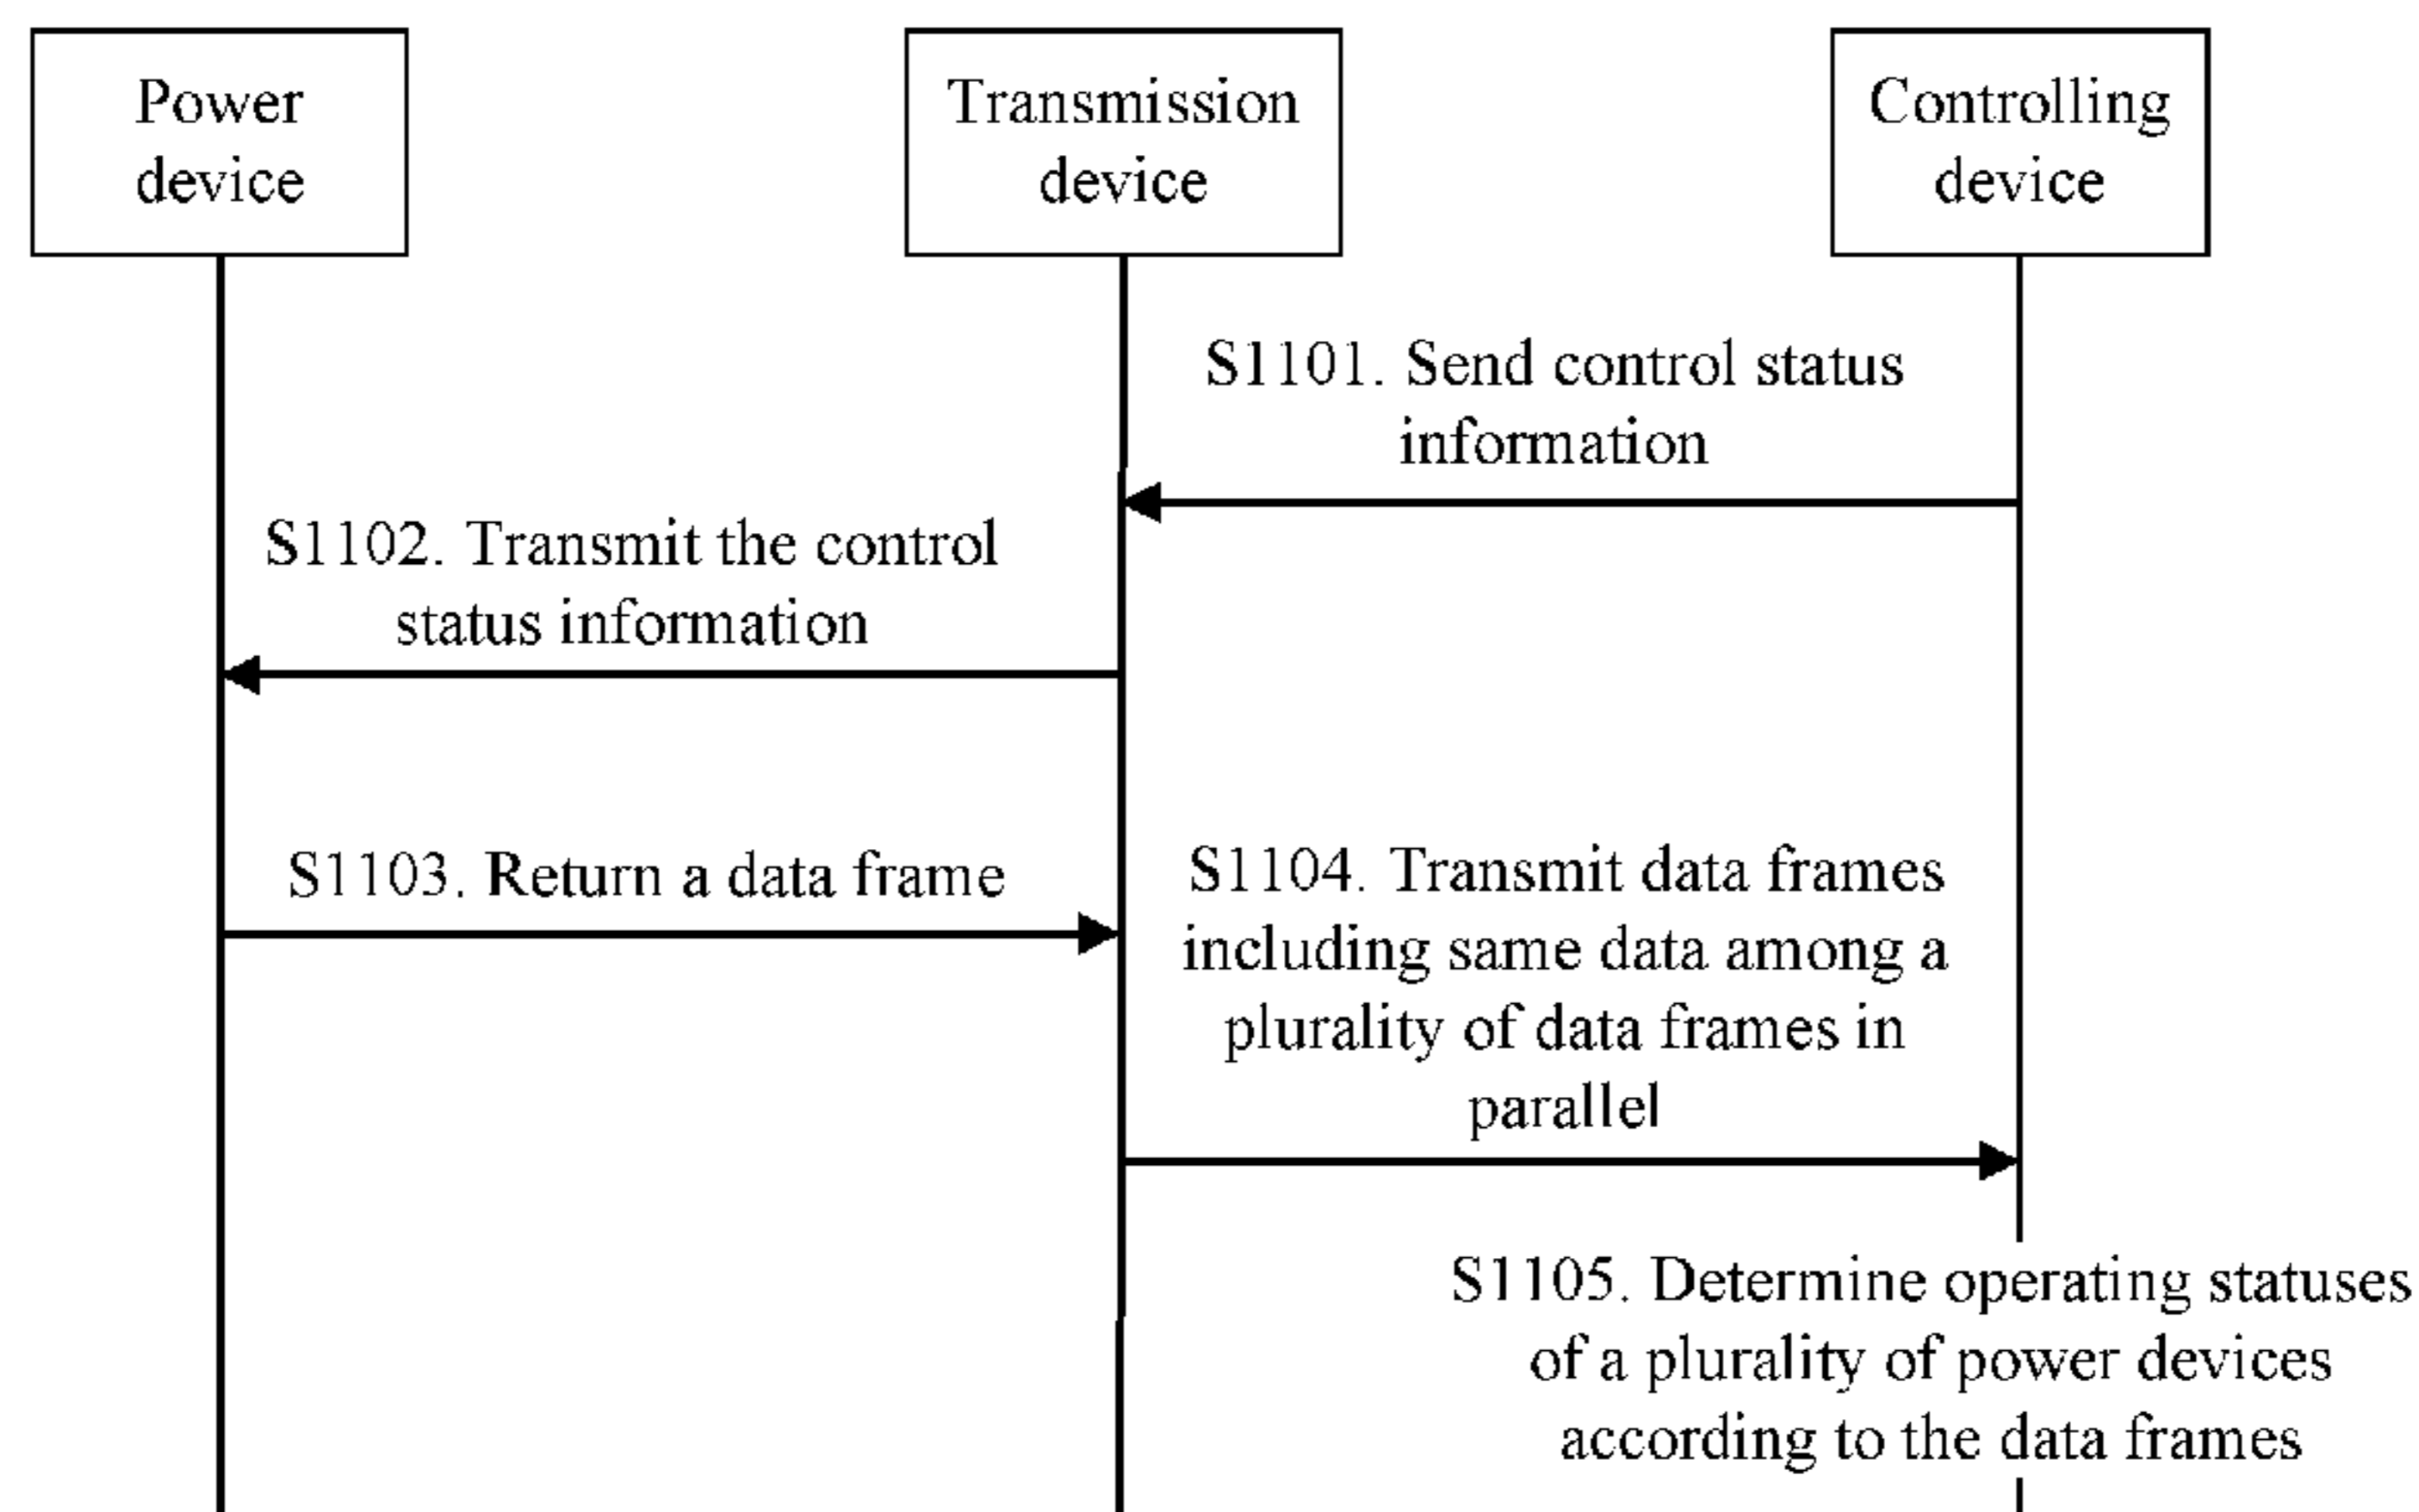 Power
device
Transmission
device
Controlling
device
S1101. Send control status
information
S1102. Transmit the control
status information
S1103. Return a data frame
S1104. Transmit data frames
including same data among a
plurality of data frames in
parallel
S1105. Determine operating statuses
of a plurality of power devices
according to the data frames